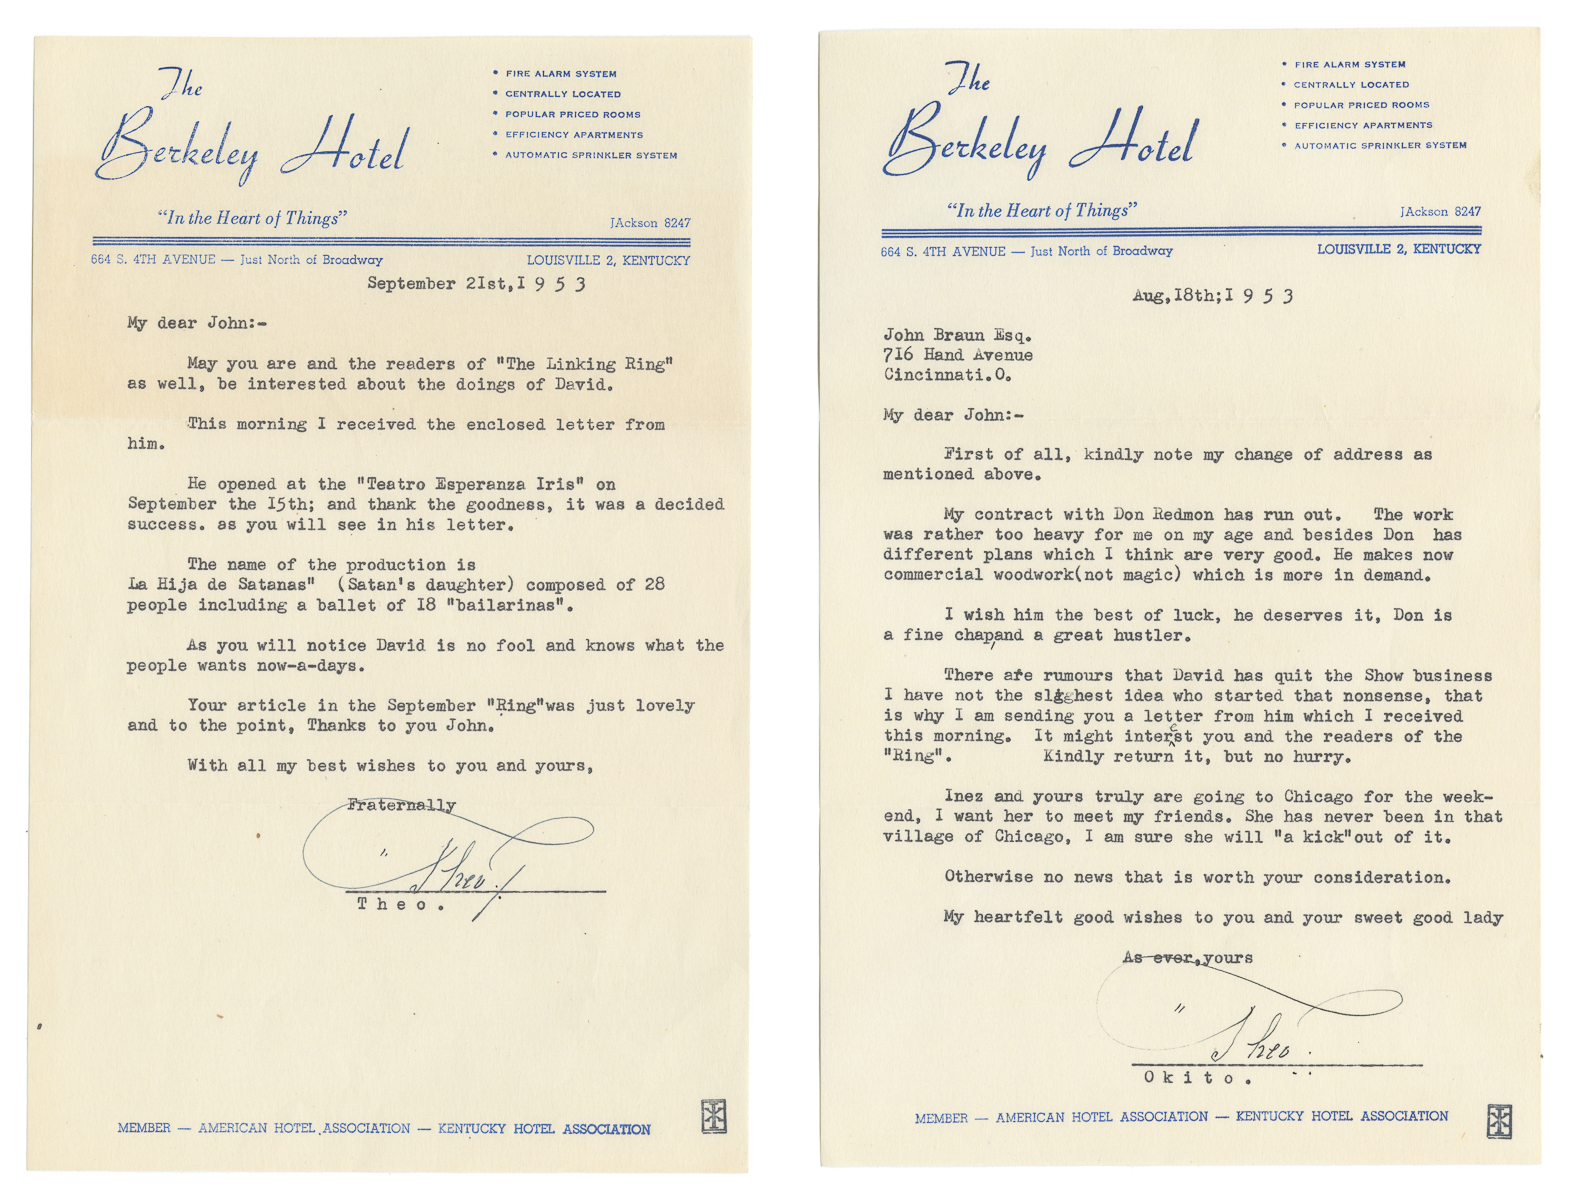 The
Berkeley Hotel
• FIRE ALARM SYSTEM
• CENTRALLY LOCATED
• POPULAR PRICED ROOMS
• EFFICIENCY APARTMENTS
• AUTOMATIC SPRINKLER SYSTEM
"In the Heart of Things"
JAckson 8247
664 S. 4TH AVENUE — Just North of Broadway
LOUISVILLE 2, KENTUCKY
September 2Ist,I 9 5 3
My dear John:-
May you are and the readers of "The Linking Ring"
as well, be interested about the doings of David.
This morning I received the enclosed letter from
him.
He opened at the "Teatro Esperanza Iris" on
September the I5th; and thank the goodness, it was a decided
success. as you will see in his letter.
The name of the production is
La Hija de Satanas" (Satan's daughter) composed of 28
people including a ballet of I8 "bailarinas".
As you will notice David is no fool and knows what the
people wants now-a-days.
Your article in the September "Ring"was just lovely
and to the point, Thanks to you John.
With all my best wishes to you and yours,
Fraternally
" Theo.
T h e o .
MEMBER — AMERICAN HOTEL ASSOCIATION — KENTUCKY HOTEL ASSOCIATION
The
Berkeley Hotel
• FIRE ALARM SYSTEM
• CENTRALLY LOCATED
• POPULAR PRICED ROOMS
• EFFICIENCY APARTMENTS
• AUTOMATIC SPRINKLER SYSTEM
"In the Heart of Things"
JAckson 8247
664 S. 4TH AVENUE — Just North of Broadway
LOUISVILLE 2, KENTUCKY
Aug,I8th;I 9 5 3
John Braun Esq.
7I6 Hand Avenue
Cincinnati.O.
My dear John:-
First of all, kindly note my change of address as
mentioned above.
My contract with Don Redmon has run out. The work
was rather too heavy for me on my age and besides Don has
different plans which I think are very good. He makes now
commercial woodwork(not magic) which is more in demand.
I wish him the best of luck, he deserves it, Don is
a fine chap,and a great hustler.
There are rumours that David has quit the Show business
I have not the slighest idea who started that nonsense, that
is why I am sending you a letter from him which I received
this morning. It might interest you and the readers of the
"Ring". Kindly return it, but no hurry.
Inez and yours truly are going to Chicago for the week-
end, I want her to meet my friends. She has never been in that
village of Chicago, I am sure she will "a kick"out of it.
Otherwise no news that is worth your consideration.
My heartfelt good wishes to you and your sweet good lady
As ever,yours
" Theo.
O k i t o .
MEMBER — AMERICAN HOTEL ASSOCIATION — KENTUCKY HOTEL ASSOCIATION